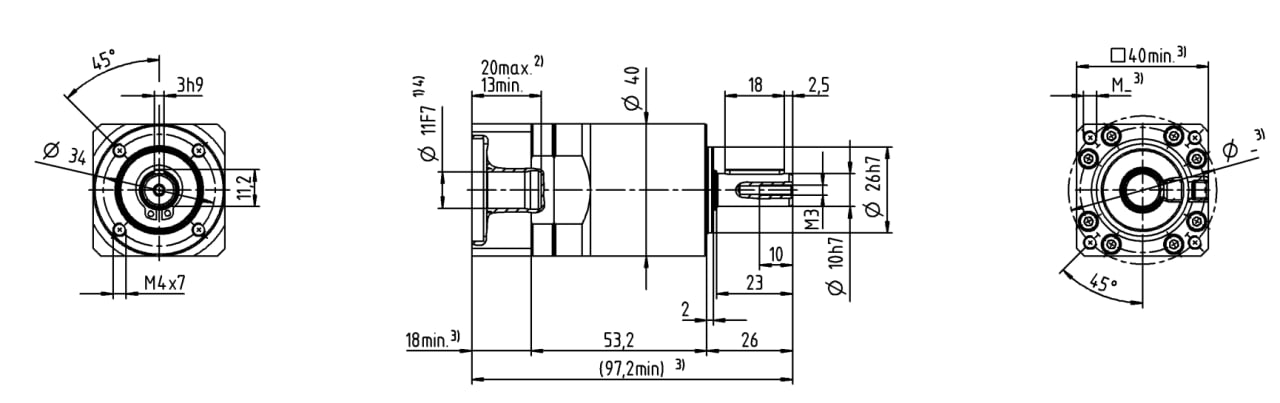 45°
3h9
Ø 34
11,2
M4x7
20max. 2)
13min.
Ø 11F7 1)4)
Ø 40
18
2,5
Ø 26h7
M3
Ø 10h7
10
23
2
18min. 3)
53,2
26
(97,2min) 3)
□40min. 3)
M_ 3)
Ø _ 3)
45°